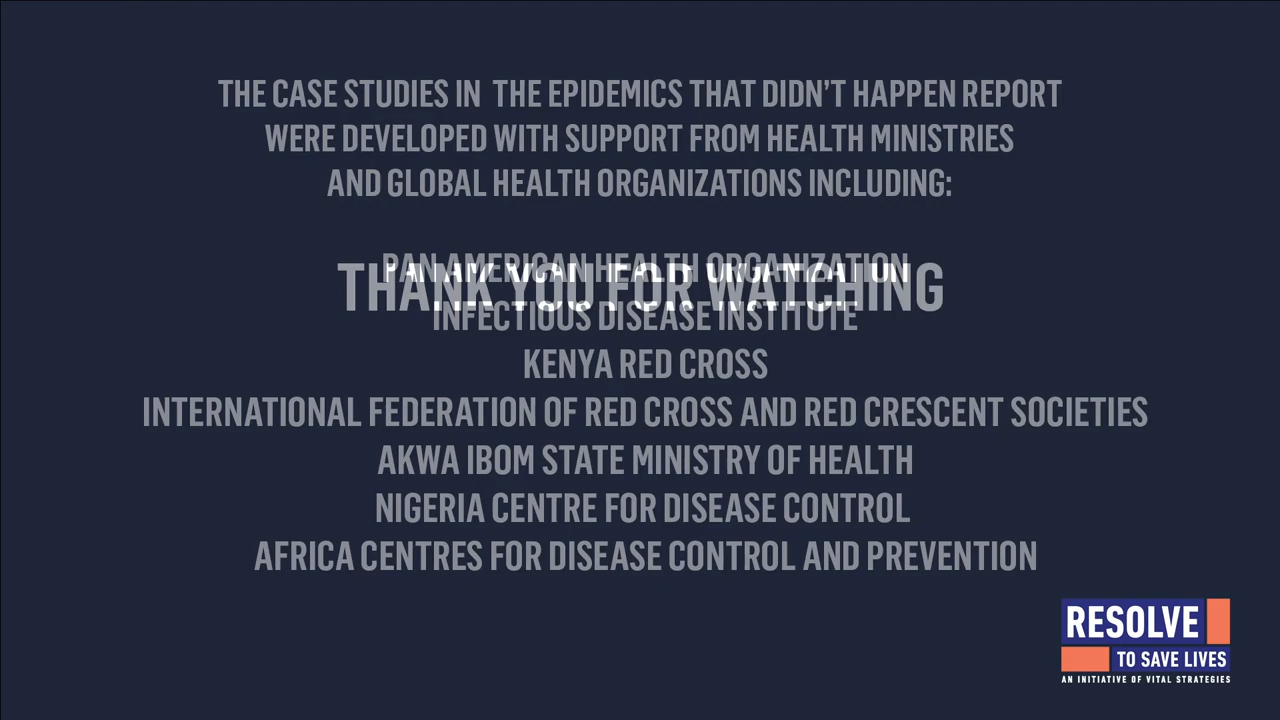 THE CASE STUDIES IN THE EPIDEMICS THAT DIDN'T HAPPEN REPORT
WERE DEVELOPED WITH SUPPORT FROM HEALTH MINISTRIES
AND GLOBAL HEALTH ORGANIZATIONS INCLUDING:
PAN AMERICAN HEALTH ORGANIZATION
THANK YOU FOR WATCHING
INFECTIOUS DISEASE INSTITUTE
KENYA RED CROSS
INTERNATIONAL FEDERATION OF RED CROSS AND RED CRESCENT SOCIETIES
AKWA IBOM STATE MINISTRY OF HEALTH
NIGERIA CENTRE FOR DISEASE CONTROL
AFRICA CENTRES FOR DISEASE CONTROL AND PREVENTION
RESOLVE
TO SAVE LIVES
AN INITIATIVE OF VITAL STRATEGIES